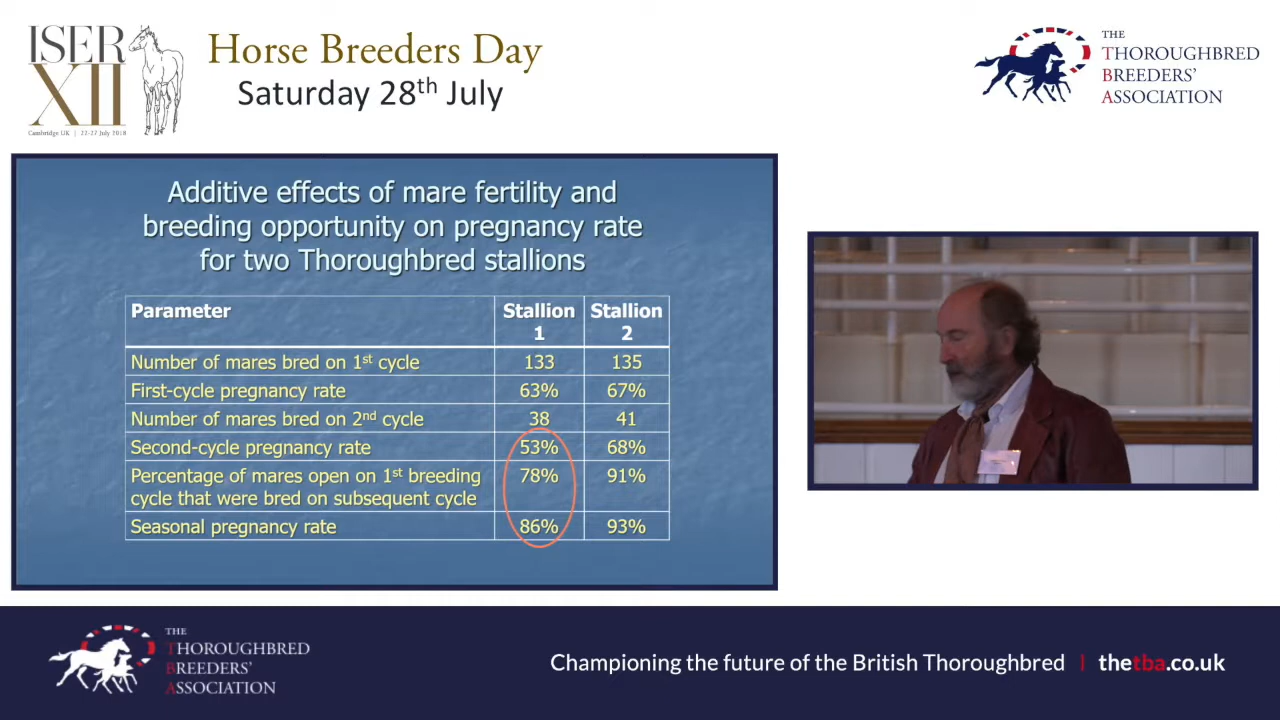 ISER
XII
Cambridge UK | 22-27 July 2018
Horse Breeders Day
Saturday 28th July
THE
THOROUGHBRED
BREEDERS'
ASSOCIATION
Additive effects of mare fertility and
breeding opportunity on pregnancy rate
for two Thoroughbred stallions
Parameter Stallion 1 Stallion 2
Number of mares bred on 1st cycle 133 135
First-cycle pregnancy rate 63% 67%
Number of mares bred on 2nd cycle 38 41
Second-cycle pregnancy rate 53% 68%
Percentage of mares open on 1st breeding 78% 91%
cycle that were bred on subsequent cycle
Seasonal pregnancy rate 86% 93%
THE
THOROUGHBRED
BREEDERS'
ASSOCIATION
Championing the future of the British Thoroughbred | thetba.co.uk